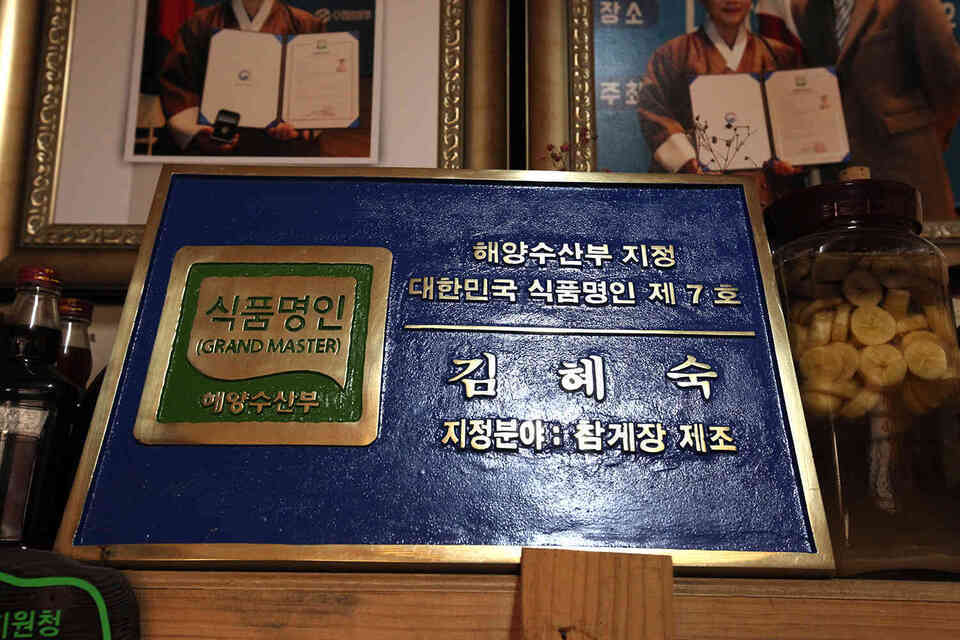 장소
주최
식품명인
(GRAND MASTER)
해양수산부
해양수산부 지정
대한민국 식품명인 제 7 호
김 혜 숙
지정분야 : 참게장 제조
지원청